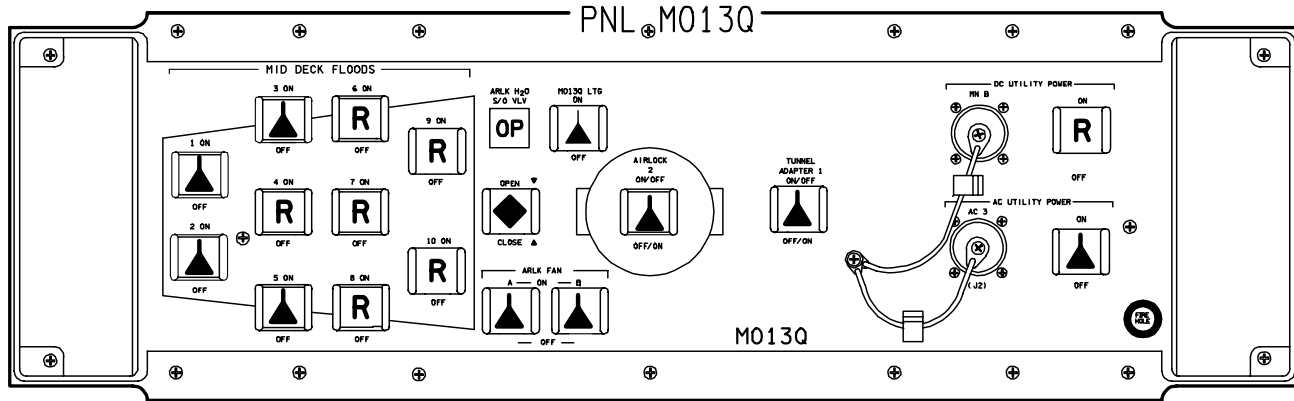 PNL MO13Q
MID DECK FLOODS
3 ON
6 ON
R
OFF
OFF
9 ON
R
OFF
1 ON
OFF
4 ON
R
OFF
7 ON
R
OFF
2 ON
OFF
10 ON
R
OFF
5 ON
OFF
8 ON
R
OFF
ARLK H2O
S/O VLV
OP
MO13Q LTG
ON
OFF
OPEN
CLOSE
AIRLOCK
2
ON/OFF
OFF/ON
TUNNEL
ADAPTER 1
ON/OFF
OFF/ON
ARLK FAN
A ON B
OFF
MO13Q
DC UTILITY POWER
MN B
ON
R
OFF
AC UTILITY POWER
AC 3
(J2)
ON
OFF
FIRE
HOLE